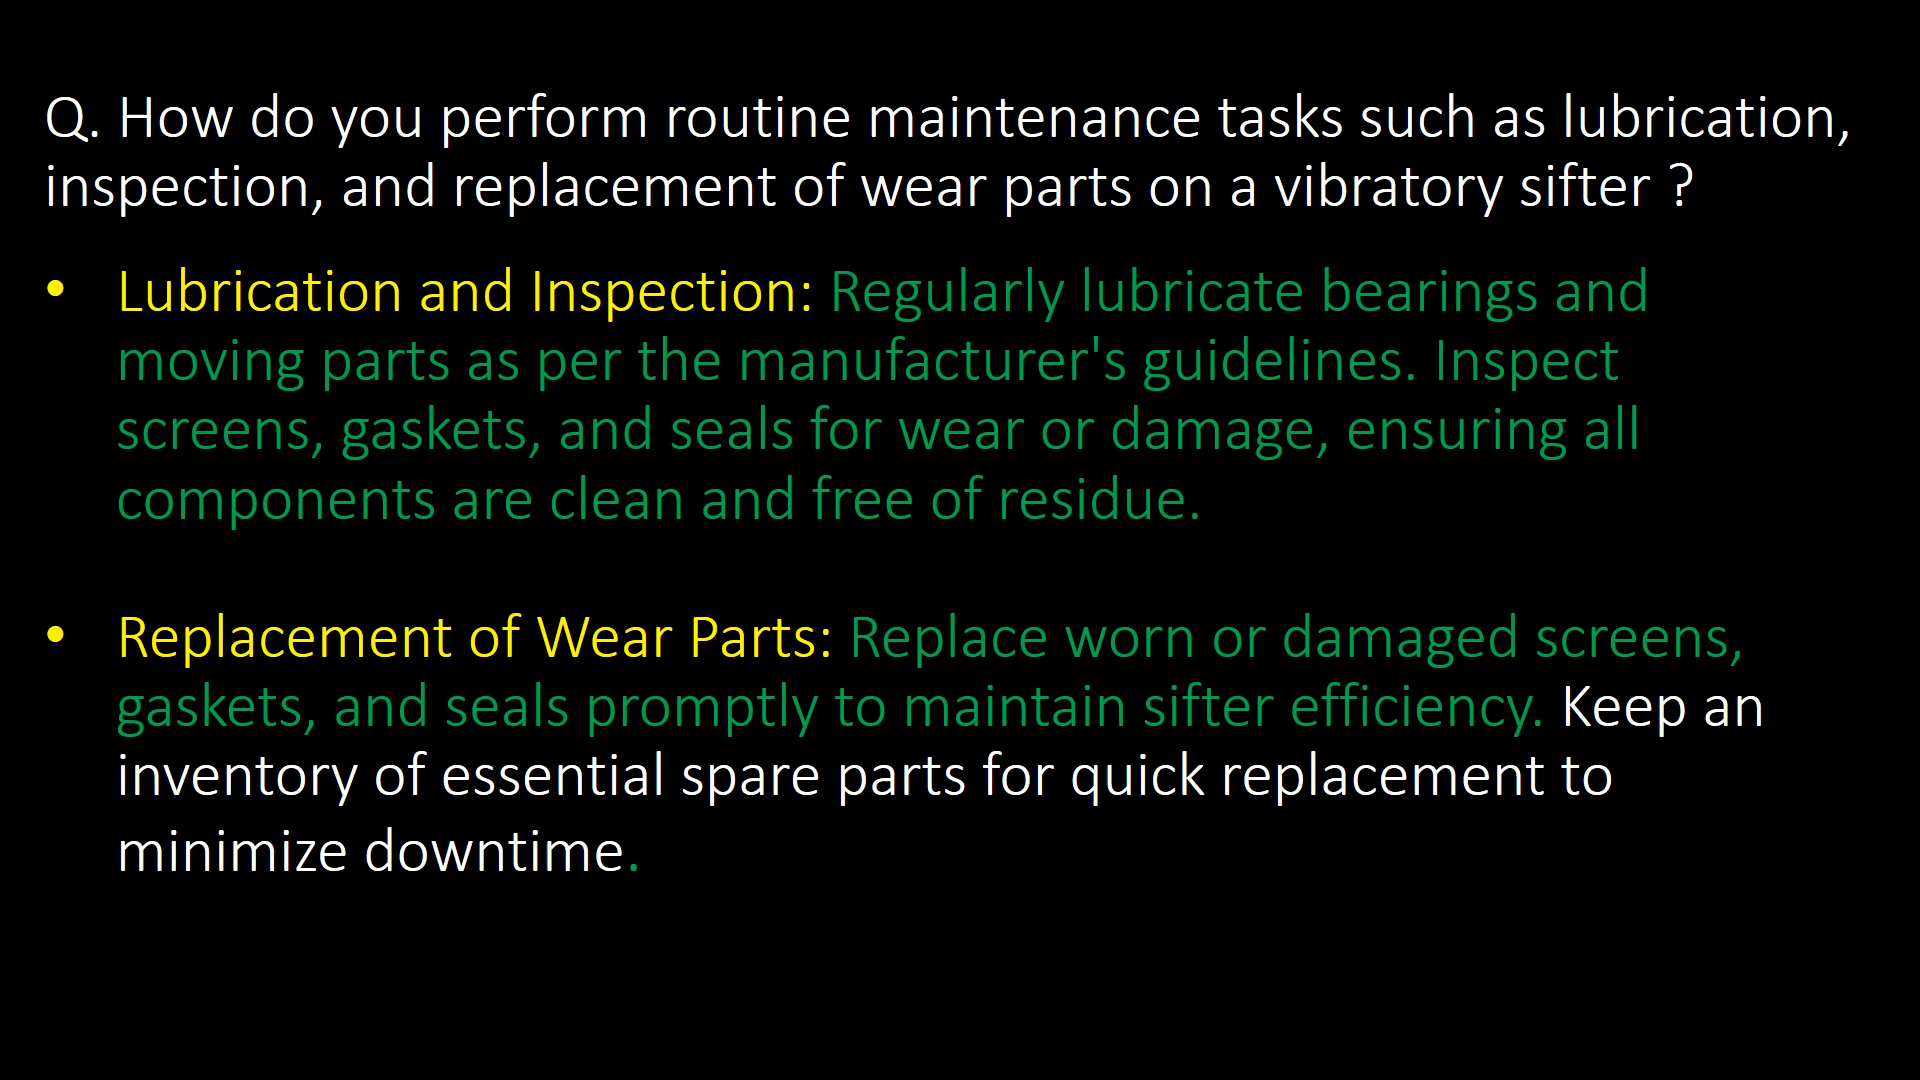 Q. How do you perform routine maintenance tasks such as lubrication,
inspection, and replacement of wear parts on a vibratory sifter ?
• Lubrication and Inspection: Regularly lubricate bearings and
moving parts as per the manufacturer's guidelines. Inspect
screens, gaskets, and seals for wear or damage, ensuring all
components are clean and free of residue.
• Replacement of Wear Parts: Replace worn or damaged screens,
gaskets, and seals promptly to maintain sifter efficiency. Keep an
inventory of essential spare parts for quick replacement to
minimize downtime.